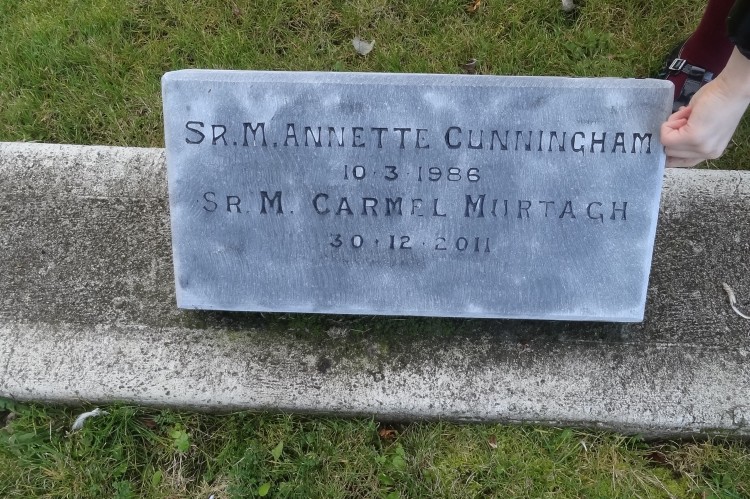 SR. M. ANNETTE CUNNINGHAM
10·3·1986
SR. M. CARMEL MURTAGH
30·12·2011